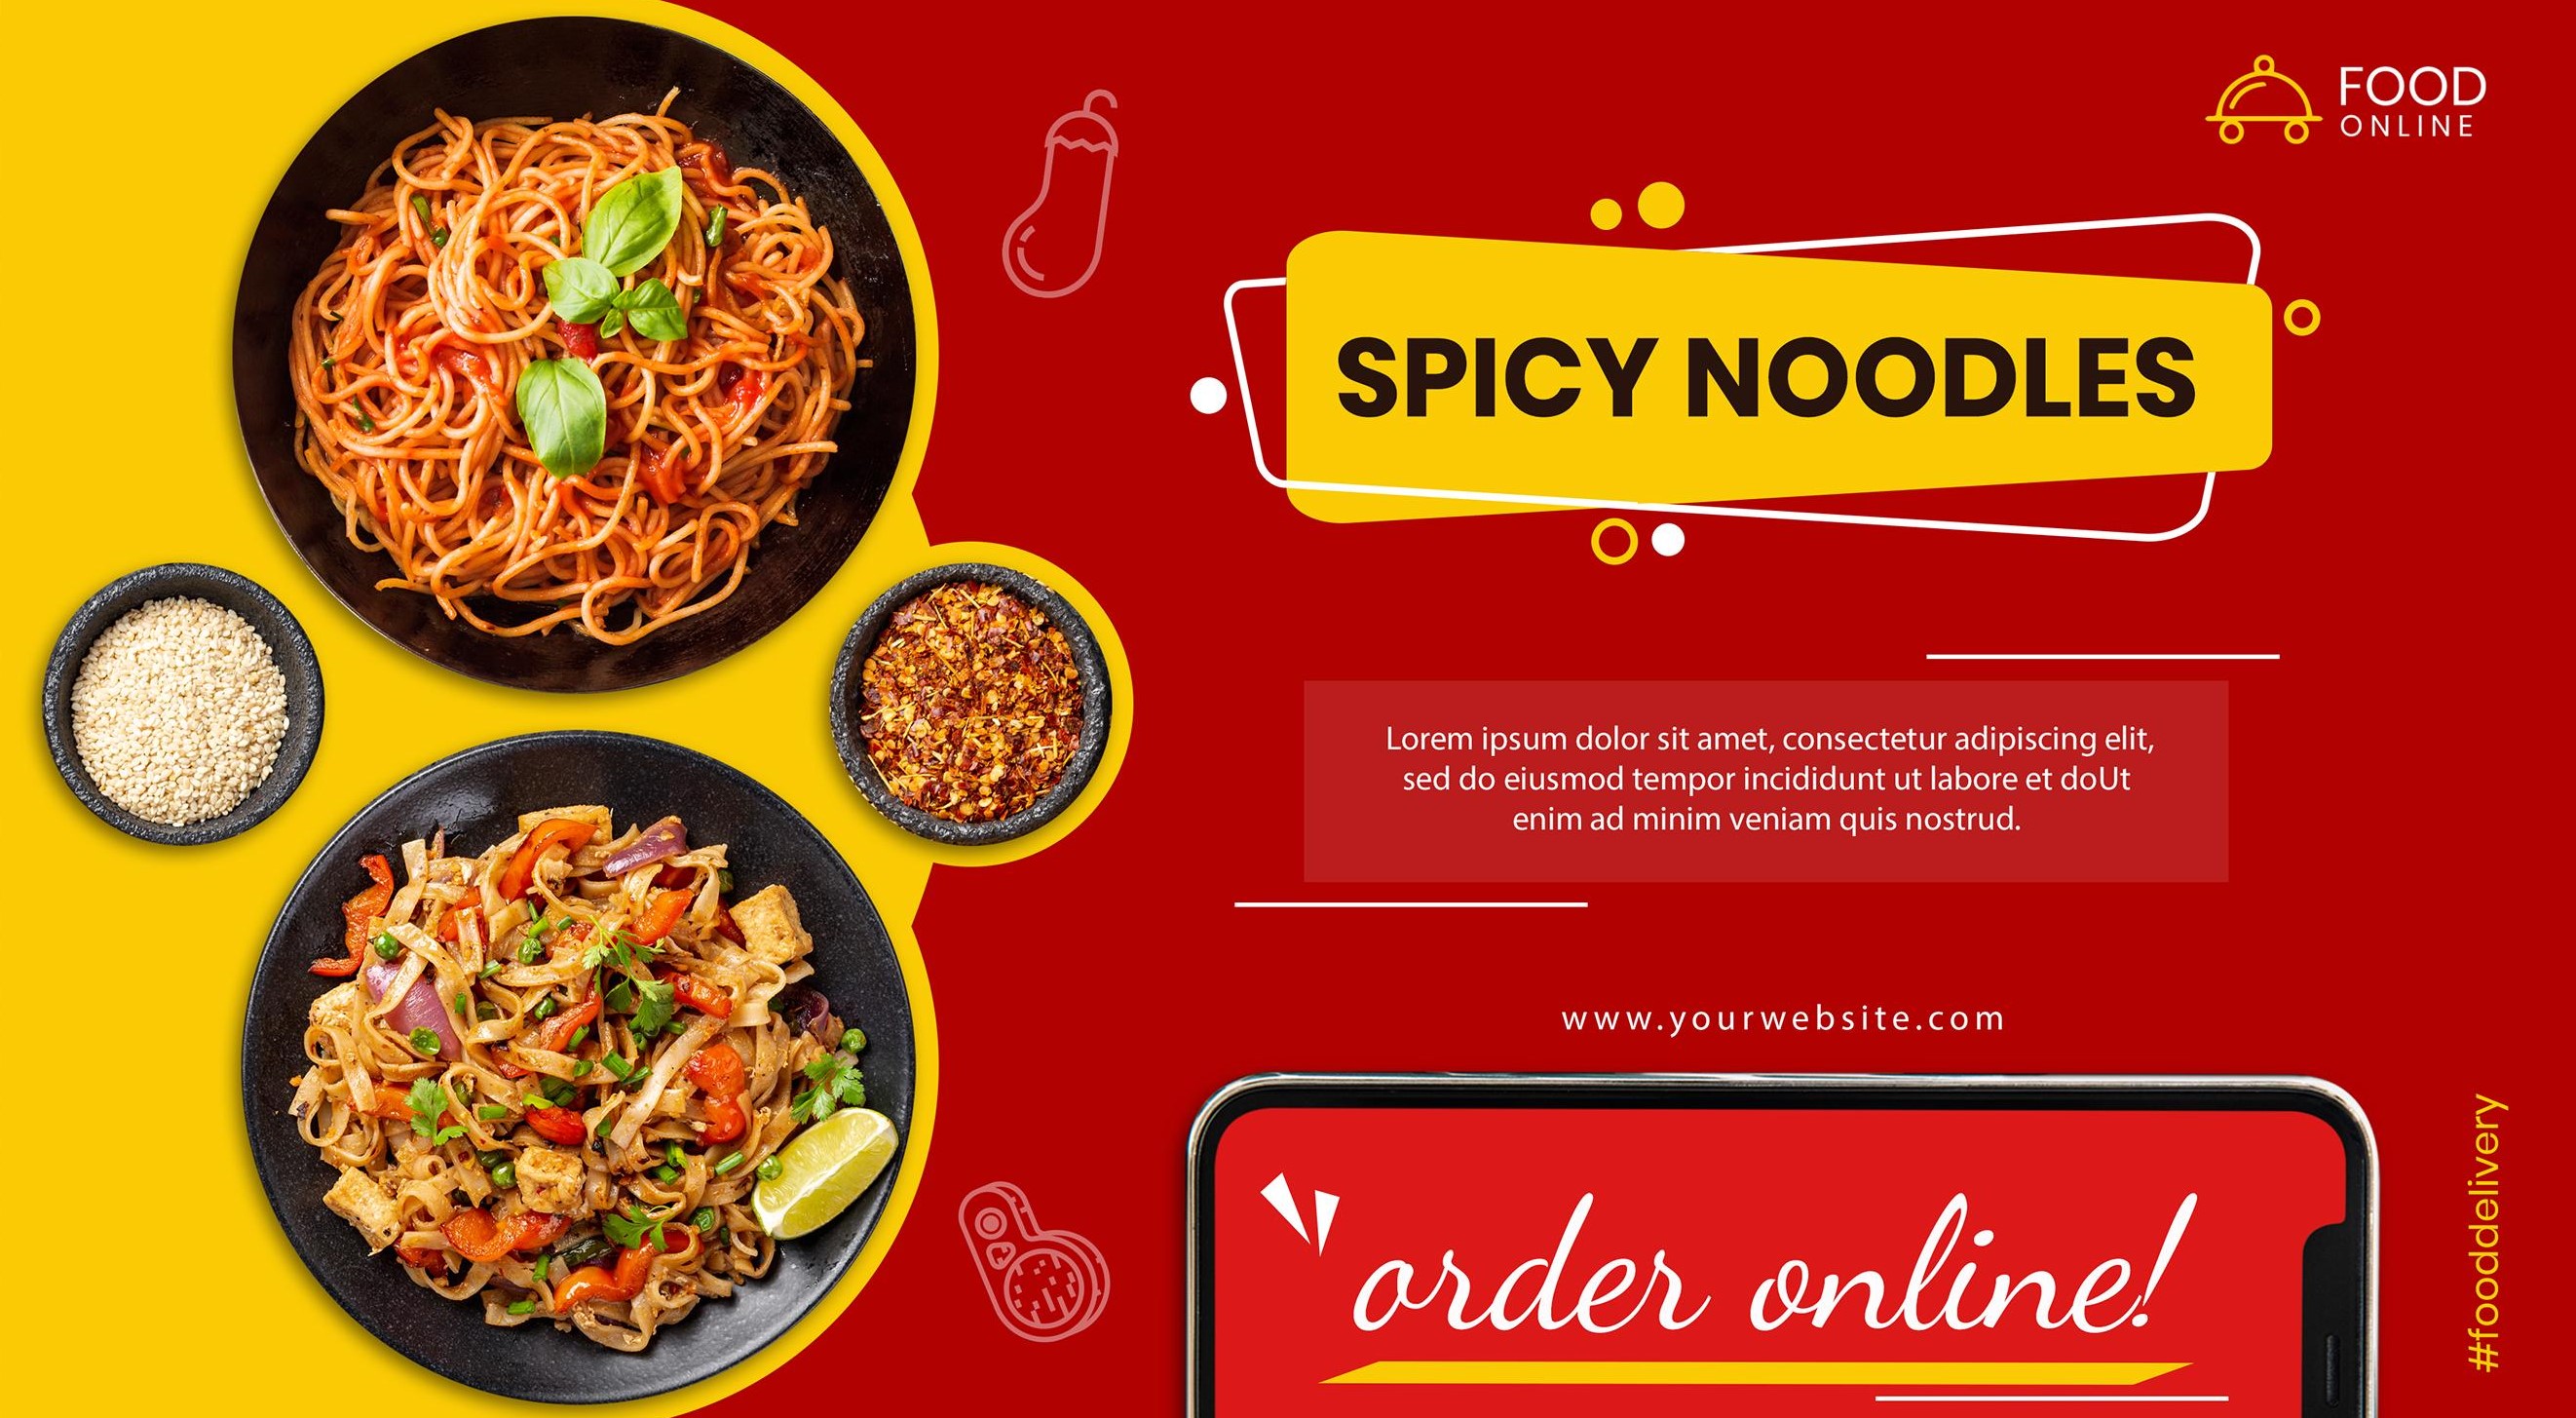 FOOD
ONLINE
SPICY NOODLES
Lorem ipsum dolor sit amet, consectetur adipiscing elit,
sed do eiusmod tempor incididunt ut labore et doUt
enim ad minim veniam quis nostrud.
www.yourwebsite.com
order online!
#fooddelivery